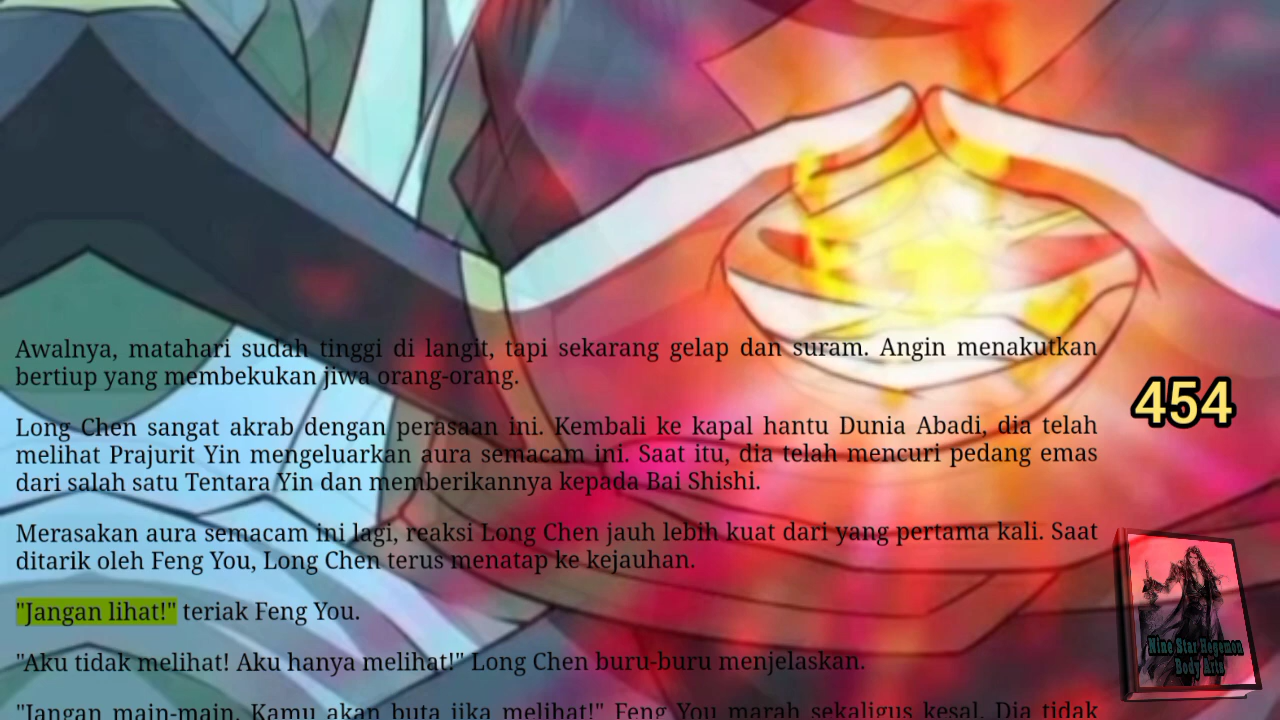 Awalnya, matahari sudah tinggi di langit, tapi sekarang gelap dan suram. Angin menakutkan
bertiup yang membekukan jiwa orang-orang.
Long Chen sangat akrab dengan perasaan ini. Kembali ke kapal hantu Dunia Abadi, dia telah
melihat Prajurit Yin mengeluarkan aura semacam ini. Saat itu, dia telah mencuri pedang emas
dari salah satu Tentara Yin dan memberikannya kepada Bai Shishi.
Merasakan aura semacam ini lagi, reaksi Long Chen jauh lebih kuat dari yang pertama kali. Saat
ditarik oleh Feng You, Long Chen terus menatap ke kejauhan.
"Jangan lihat!" teriak Feng You.
"Aku tidak melihat! Aku hanya melihat!" Long Chen buru-buru menjelaskan.
"Jangan main-main. Kamu akan buta jika melihat!" Feng You marah sekaligus kesal. Dia tidak
454
Nine Star Hegemon
Body Arts